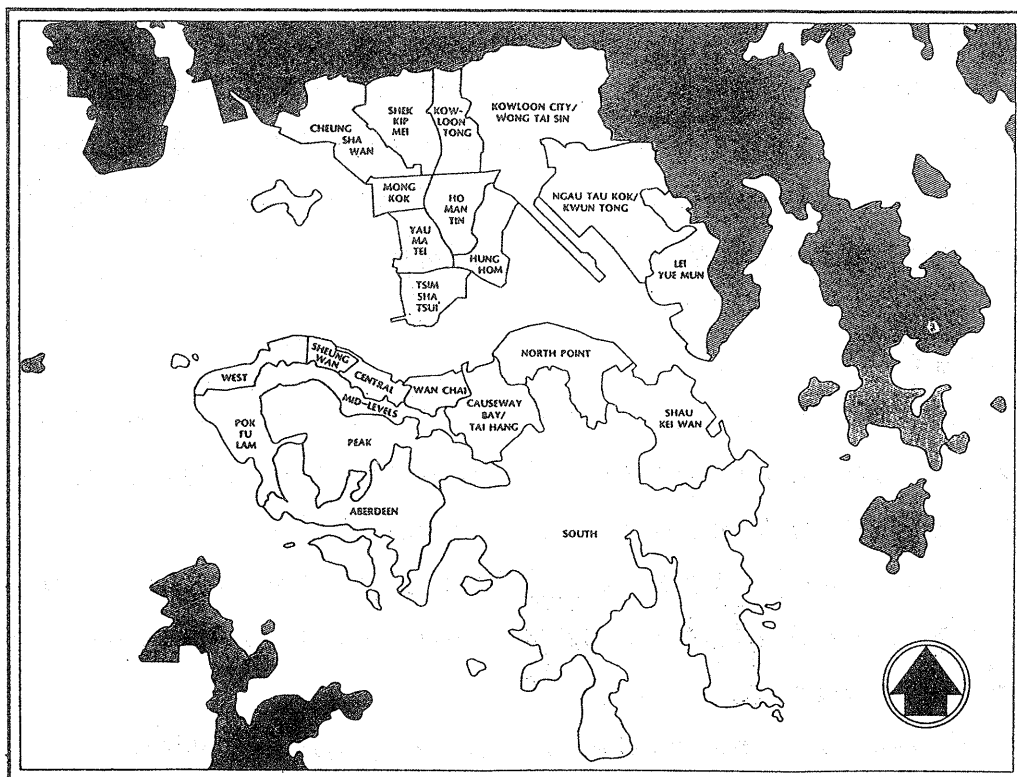 SHEK
KIP
MEI
KOW-
LOON
TONG
KOWLOON CITY/
WONG TAI SIN
CHEUNG
SHA
WAN
MONG
KOK
HO
MAN
TIN
NGAU TAU KOK/
KWUN TONG
YAU
MA
TEI
HUNG
HOM
LEI
YUE MUN
TSIM
SHA
TSUI
SHEUNG
WAN
NORTH POINT
WEST
CENTRAL
WAN CHAI
MID-LEVELS
CAUSEWAY
BAY/
TAI HANG
SHAU
KEI WAN
POK
FU
LAM
PEAK
ABERDEEN
SOUTH